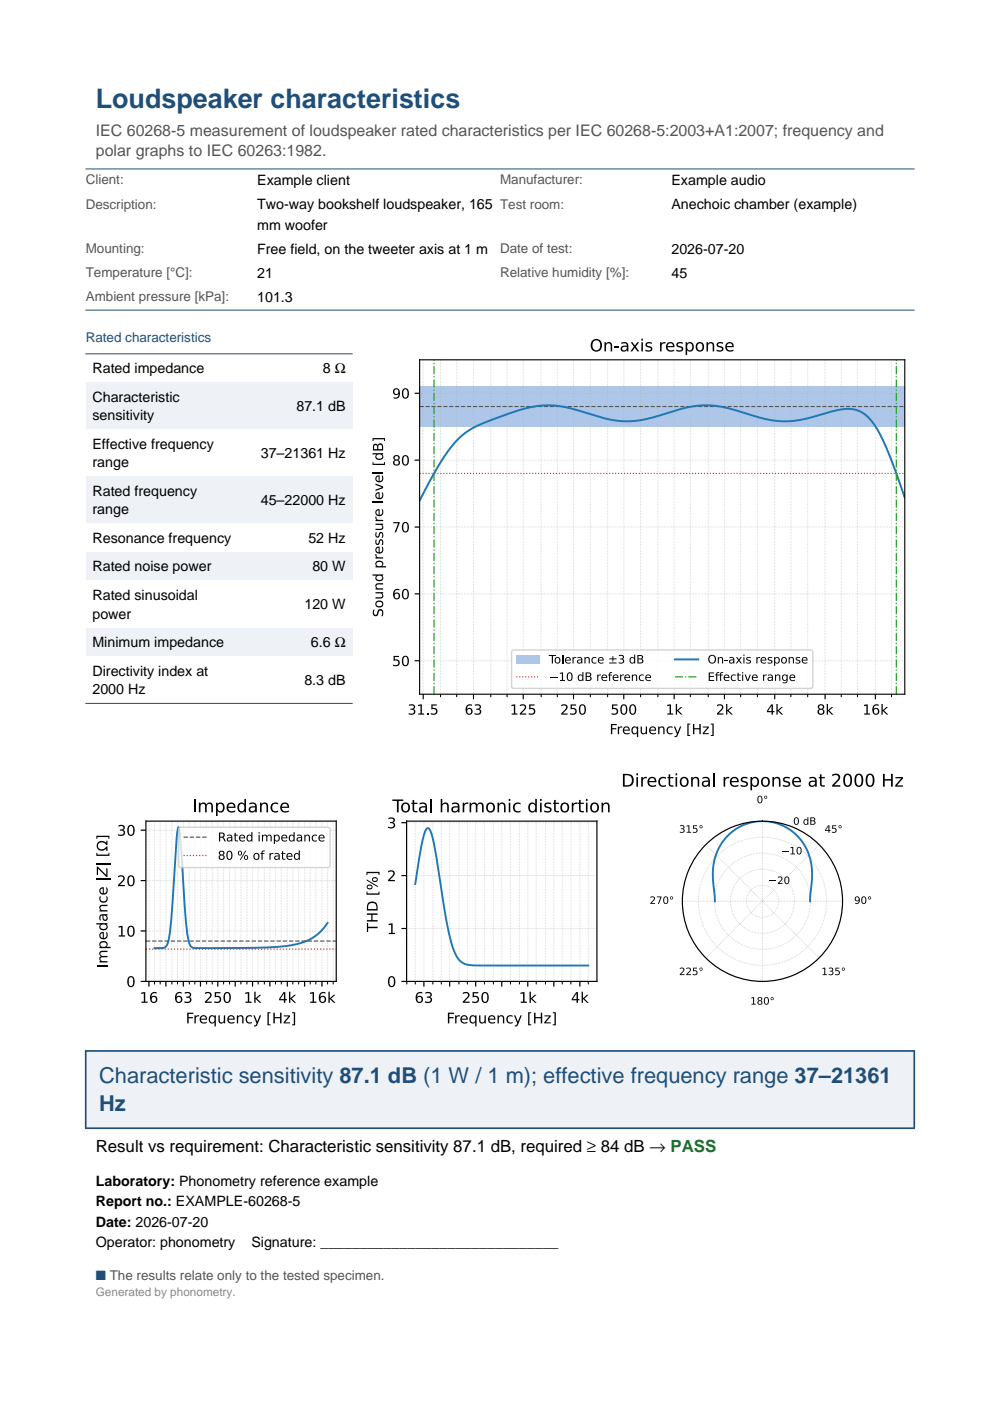 Loudspeaker characteristics
IEC 60268-5 measurement of loudspeaker rated characteristics per IEC 60268-5:2003+A1:2007; frequency and
polar graphs to IEC 60263:1982.
Client: Example client Manufacturer: Example audio
Description: Two-way bookshelf loudspeaker, 165 Test room: Anechoic chamber (example)
mm woofer
Mounting: Free field, on the tweeter axis at 1 m Date of test: 2026-07-20
Temperature [°C]: 21 Relative humidity [%]: 45
Ambient pressure [kPa]: 101.3
Rated characteristics
Rated impedance 8 Ω
Characteristic
sensitivity 87.1 dB
Effective frequency
range 37–21361 Hz
Rated frequency
range 45–22000 Hz
Resonance frequency 52 Hz
Rated noise power 80 W
Rated sinusoidal
power 120 W
Minimum impedance 6.6 Ω
Directivity index at
2000 Hz 8.3 dB
On-axis response
Sound pressure level [dB]
90
80
70
60
50
Tolerance ±3 dB On-axis response
−10 dB reference Effective range
31.5 63 125 250 500 1k 2k 4k 8k 16k
Frequency [Hz]
Impedance
Impedance |Z| [Ω]
30
20
10
0
Rated impedance
80 % of rated
16 63 250 1k 4k 16k
Frequency [Hz]
Total harmonic distortion
THD [%]
3
2
1
0
63 250 1k 4k
Frequency [Hz]
Directional response at 2000 Hz
0°
315° 0 dB 45°
−10
−20
270° 90°
225° 135°
180°
Characteristic sensitivity 87.1 dB (1 W / 1 m); effective frequency range 37–21361
Hz
Result vs requirement: Characteristic sensitivity 87.1 dB, required ≥ 84 dB → PASS
Laboratory: Phonometry reference example
Report no.: EXAMPLE-60268-5
Date: 2026-07-20
Operator: phonometry Signature: ______________________________
■ The results relate only to the tested specimen.
Generated by phonometry.